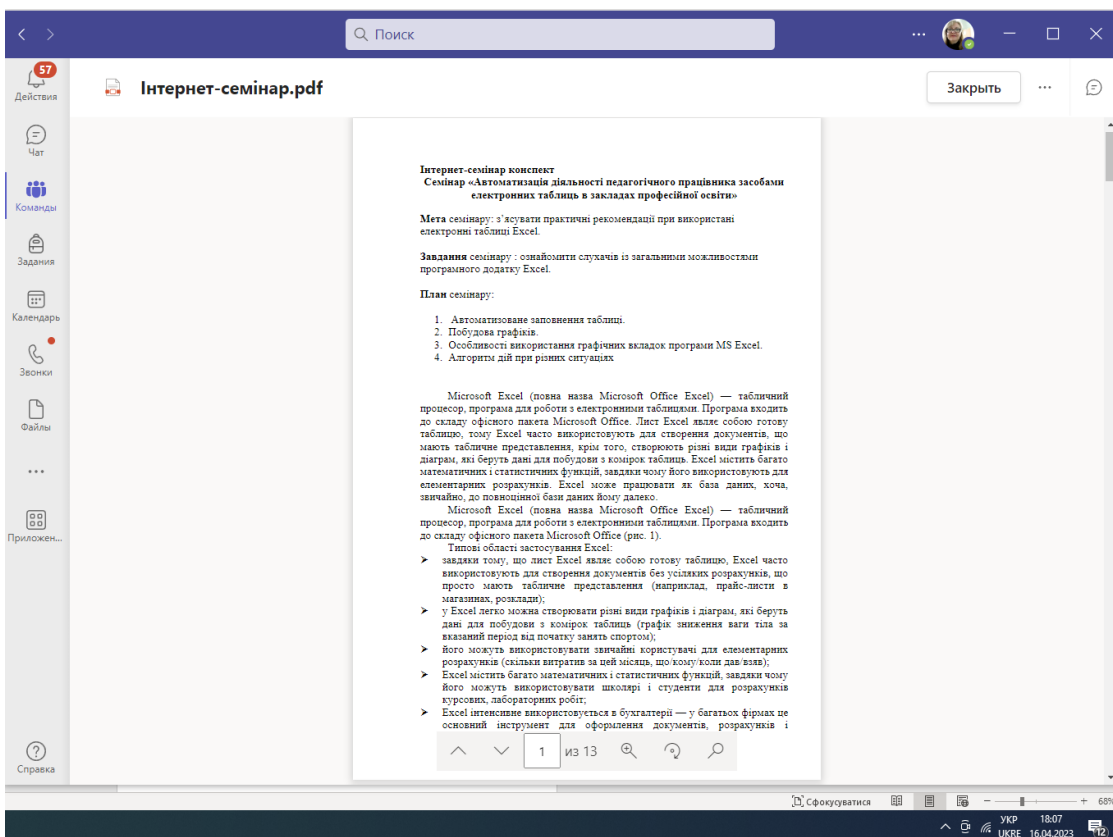 Поиск
57
Действия
Чат
Команды
Задания
Календарь
Звонки
Файлы
Приложен...
Справка
Інтернет-семінар.pdf
Закрыть
Інтернет-семінар конспект
Семінар «Автоматизація діяльності педагогічного працівника засобами
електронних таблиць в закладах професійної освіти»
Мета семінару: з’ясувати практичні рекомендації при використані
електронні таблиці Excel.
Завдання семінару : ознайомити слухачів із загальними можливостями
програмного додатку Excel.
План семінару:
1. Автоматизоване заповнення таблиці.
2. Побудова графіків.
3. Особливості використання графічних вкладок програми MS Excel.
4. Алгоритм дій при різних ситуаціях
Microsoft Excel (повна назва Microsoft Office Excel) — табличний
процесор, програма для роботи з електронними таблицями. Програма входить
до складу офісного пакета Microsoft Office. Лист Excel являє собою готову
таблицю, тому Excel часто використовують для створення документів, що
мають табличне представлення, крім того, створюють різні види графіків і
діаграм, які беруть дані для побудови з комірок таблиць. Excel містить багато
математичних і статистичних функцій, завдяки чому його використовують для
елементарних розрахунків. Excel може працювати як база даних, хоча,
звичайно, до повноцінної бази даних йому далеко.
Microsoft Excel (повна назва Microsoft Office Excel) — табличний
процесор, програма для роботи з електронними таблицями. Програма входить
до складу офісного пакета Microsoft Office (рис. 1).
Типові області застосування Excel:
➤ завдяки тому, що лист Excel являє собою готову таблицю, Excel часто
використовують для створення документів без усіляких розрахунків, що
просто мають табличне представлення (наприклад, прайс-листи в
магазинах, розклади);
➤ у Excel легко можна створювати різні види графіків і діаграм, які беруть
дані для побудови з комірок таблиць (графік зниження ваги тіла за
вказаний період від початку занять спортом);
➤ його можуть використовувати звичайні користувачі для елементарних
розрахунків (скільки витратив за цей місяць, що/кому/коли дав/взяв);
➤ Excel містить багато математичних і статистичних функцій, завдяки чому
його можуть використовувати школярі і студенти для розрахунків
курсових, лабораторних робіт;
➤ Excel інтенсивне використовується в бухгалтерії — у багатьох фірмах це
основний інструмент для оформлення документів, розрахунків і
1 из 13
Сфокусуватися
68%
УКР 18:07
UKRE 16.04.2023
12